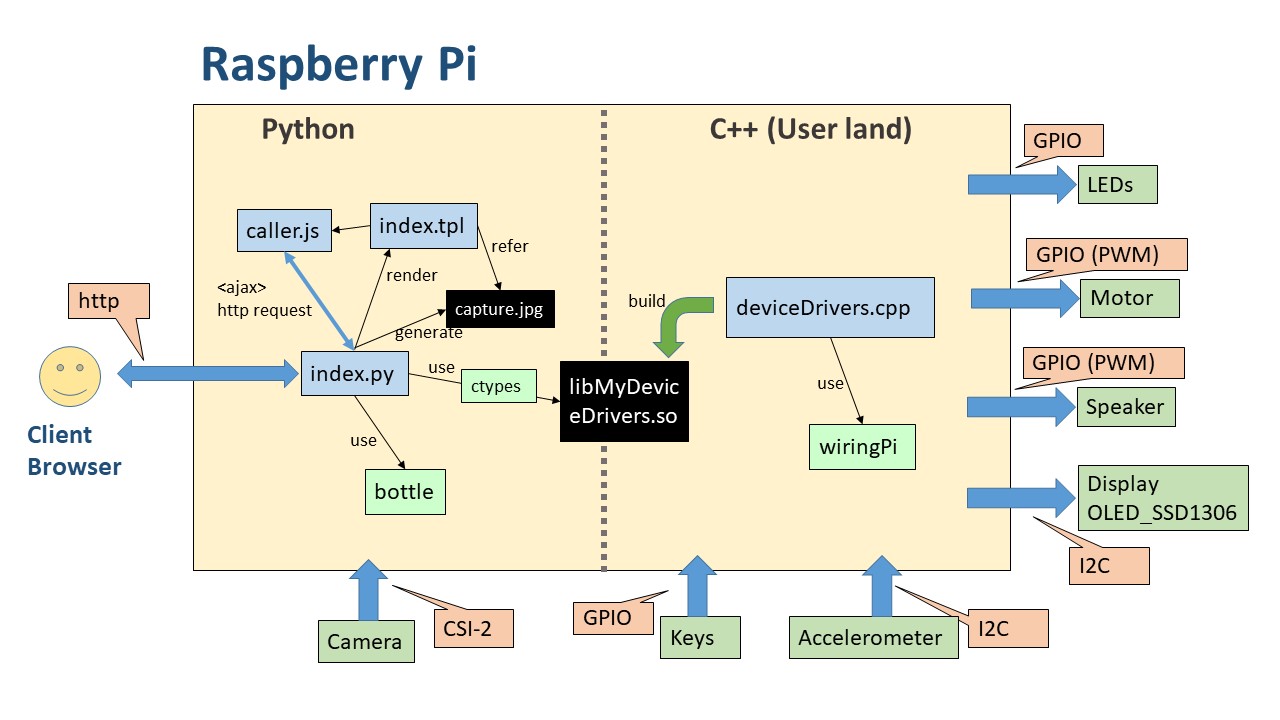 Raspberry Pi
Python
C++ (User land)
GPIO
LEDs
caller.js
index.tpl
refer
GPIO (PWM)
render
<ajax>
http request
http
capture.jpg
build
deviceDrivers.cpp
Motor
generate
index.py
use
ctypes
libMyDevic
eDrivers.so
use
GPIO (PWM)
Speaker
Client
Browser
use
bottle
wiringPi
Display
OLED_SSD1306
I2C
Camera
CSI-2
GPIO
Keys
Accelerometer
I2C